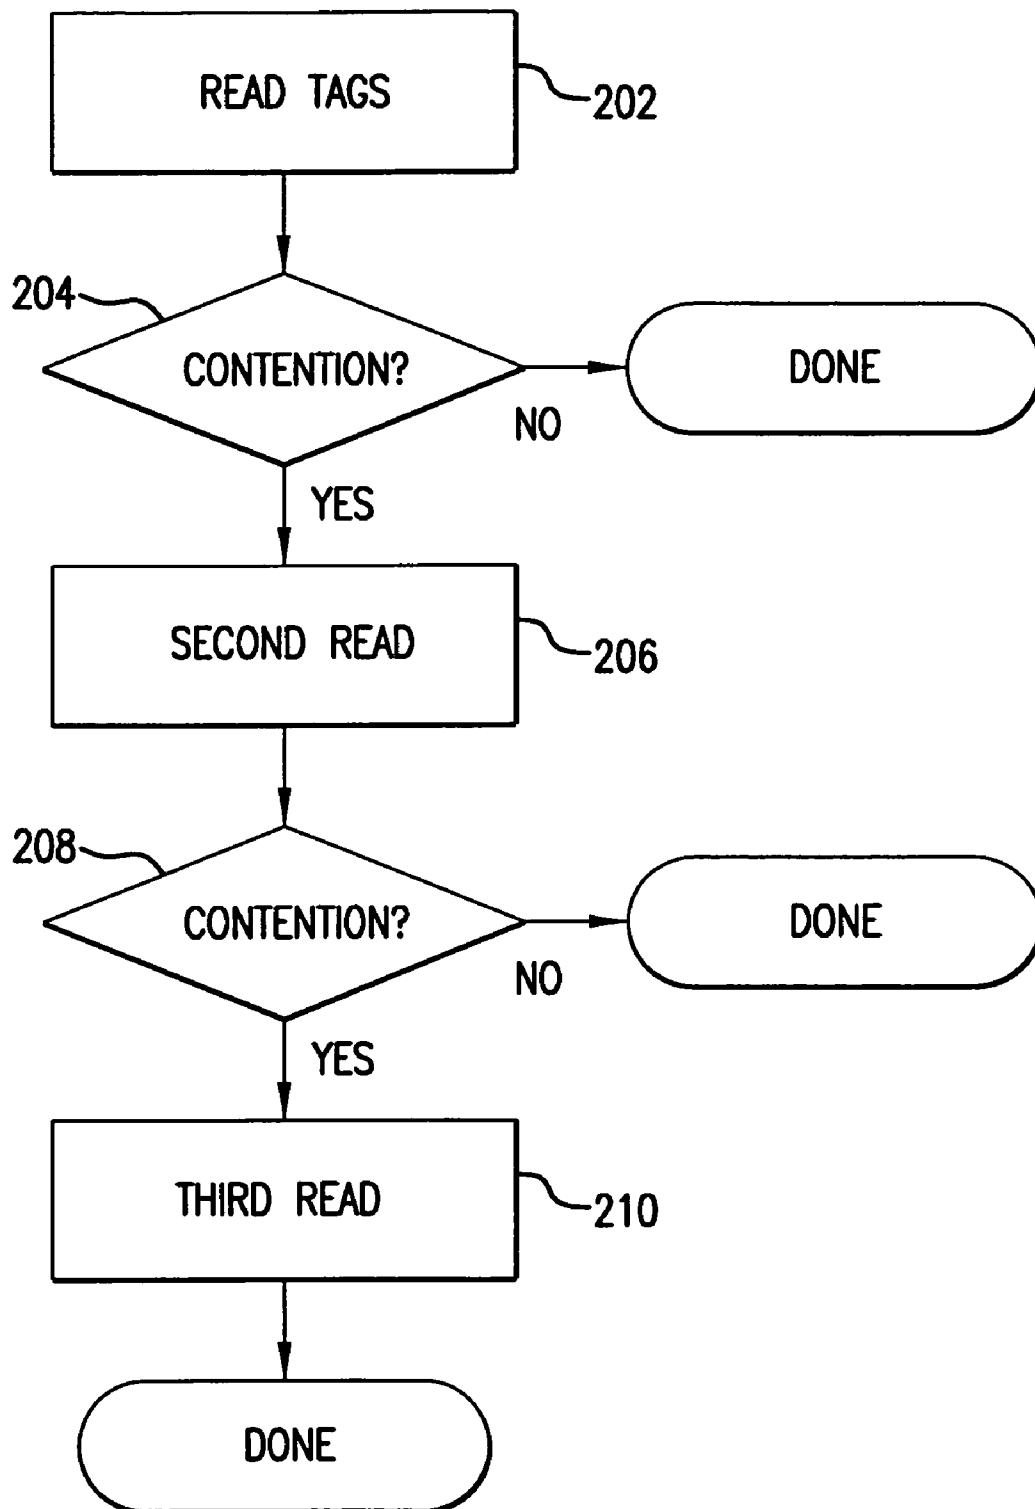 READ TAGS
202
204
CONTENTION?
DONE
NO
YES
SECOND READ
206
208
CONTENTION?
DONE
NO
YES
THIRD READ
210
DONE